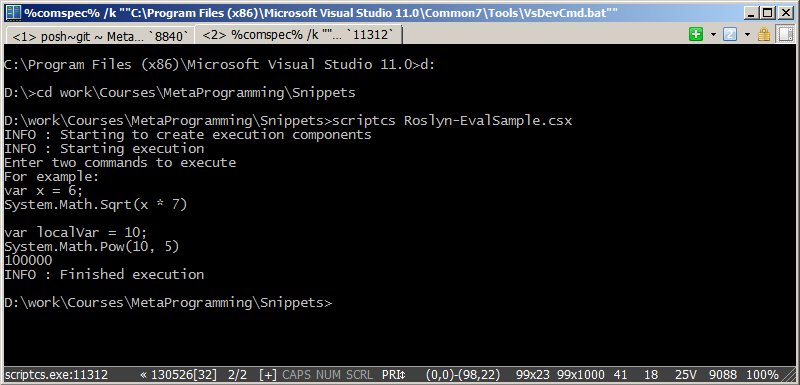 %comspec% /k ""C:\Program Files (x86)\Microsoft Visual Studio 11.0\Common7\Tools\VsDevCmd.bat""
<1> posh~git ~ Meta... `8840` <2> %comspec% /k ""... `11312`
C:\Program Files (x86)\Microsoft Visual Studio 11.0>d:
D:\>cd work\Courses\MetaProgramming\Snippets
D:\work\Courses\MetaProgramming\Snippets>scriptcs Roslyn-EvalSample.csx
INFO : Starting to create execution components
INFO : Starting execution
Enter two commands to execute
For example:
var x = 6;
System.Math.Sqrt(x * 7)
var localVar = 10;
System.Math.Pow(10, 5)
100000
INFO : Finished execution
D:\work\Courses\MetaProgramming\Snippets>
scriptcs.exe:11312 « 130526[32] 2/2 [+] CAPS NUM SCRL PRI↕ (0,0)-(98,22) 99x23 99x1000 41 18 25V 9088 100%